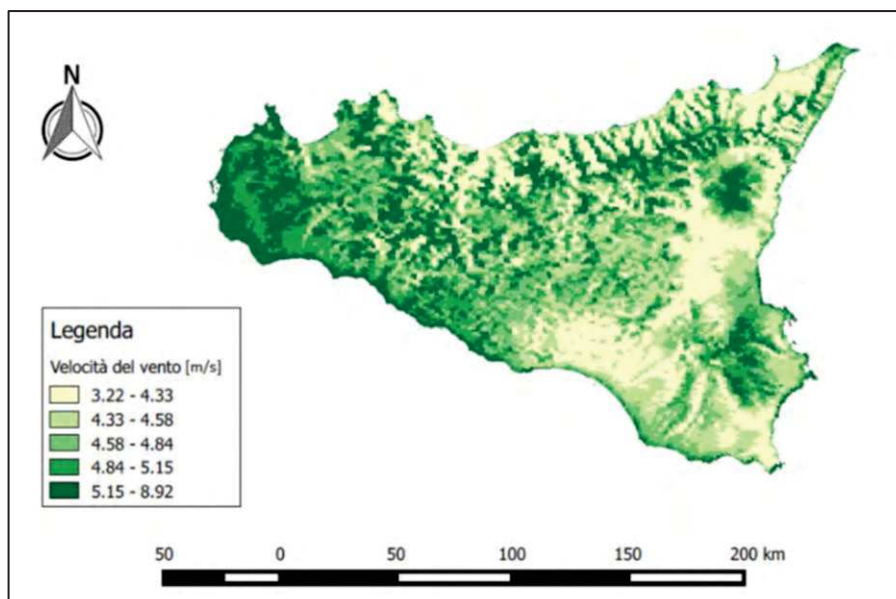 N
Legenda
Velocità del vento [m/s]
3.22 - 4.33
4.33 - 4.58
4.58 - 4.84
4.84 - 5.15
5.15 - 8.92
50 0 50 100 150 200 km